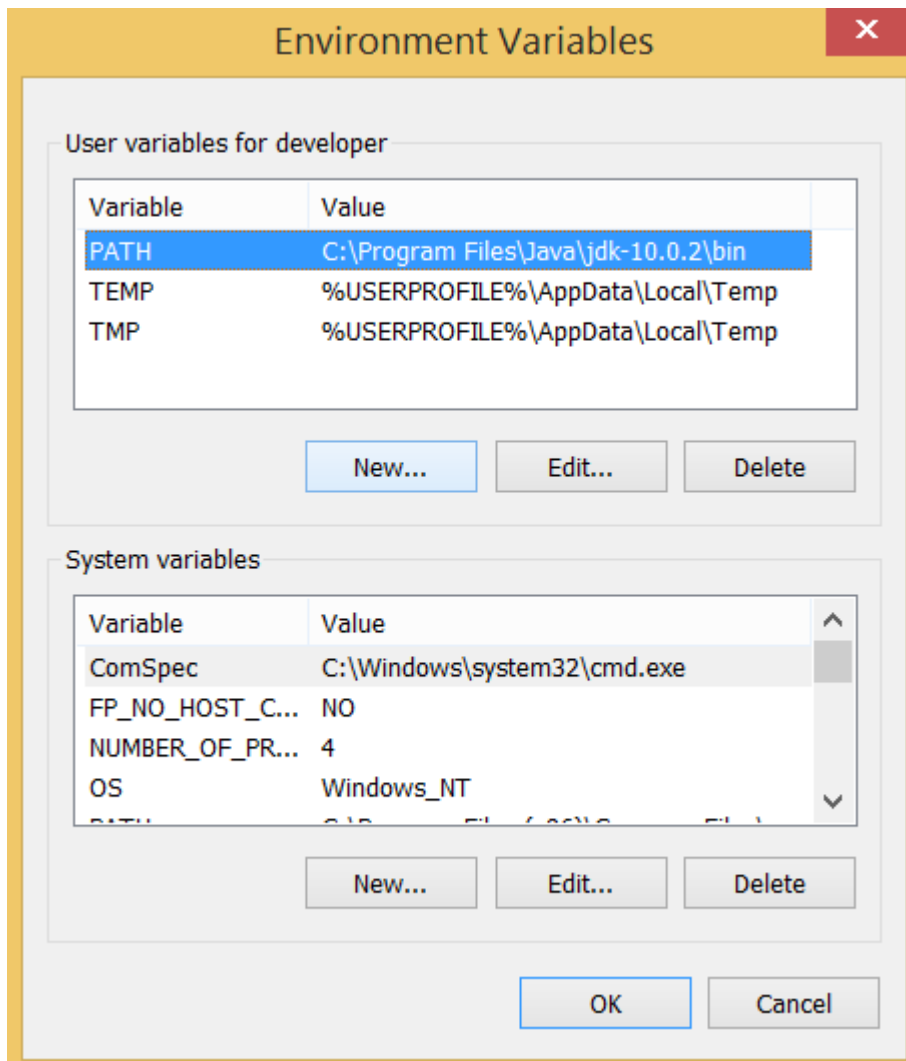 Environment Variables
User variables for developer
Variable Value
PATH C:\Program Files\Java\jdk-10.0.2\bin
TEMP %USERPROFILE%\AppData\Local\Temp
TMP %USERPROFILE%\AppData\Local\Temp
New... Edit... Delete
System variables
Variable Value
ComSpec C:\Windows\system32\cmd.exe
FP_NO_HOST_C... NO
NUMBER_OF_PR... 4
OS Windows_NT
New... Edit... Delete
OK Cancel